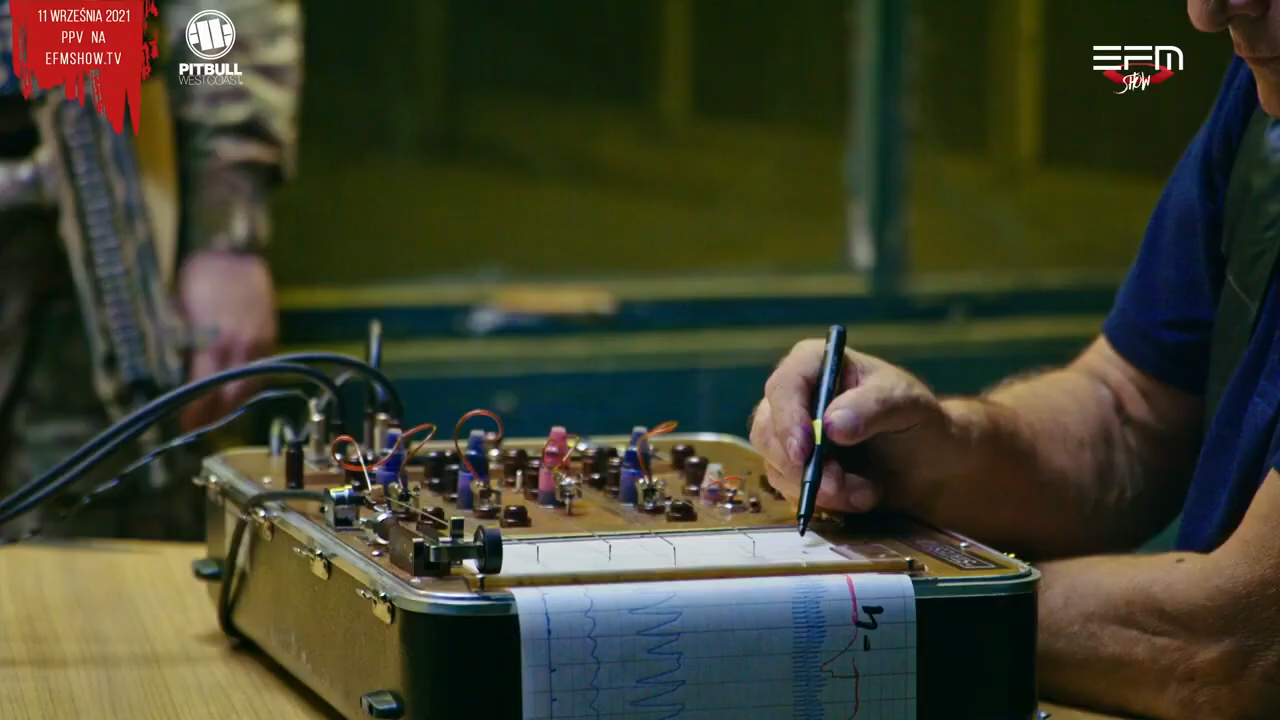 11 WRZEŚNIA 2021
PPV NA
EFMSHOW.TV
PITBULL
WEST COAST
EFM
SHOW